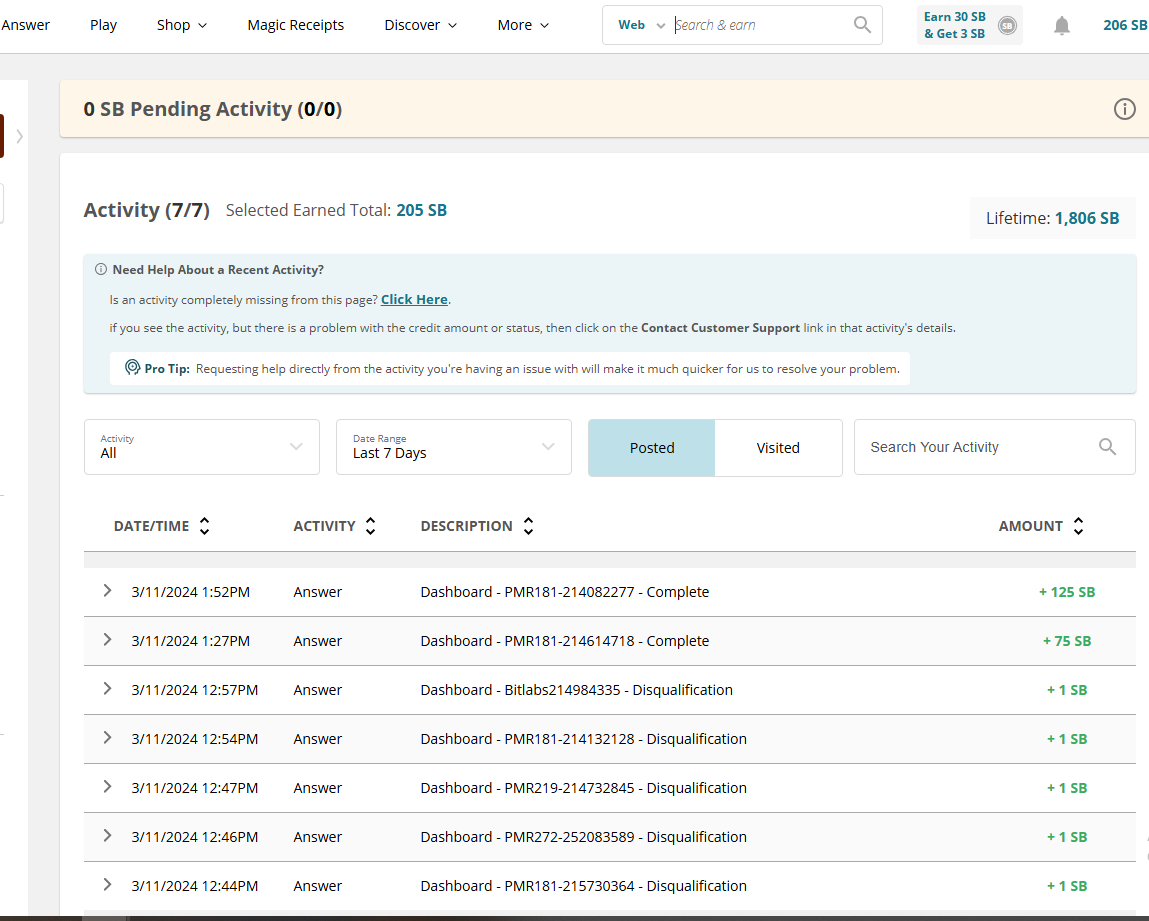 Answer Play Shop Magic Receipts Discover More Web Search & earn Earn 30 SB & Get 3 SB SB 206 SB
0 SB Pending Activity (0/0)
Activity (7/7) Selected Earned Total: 205 SB
Lifetime: 1,806 SB
Need Help About a Recent Activity?
Is an activity completely missing from this page? Click Here.
if you see the activity, but there is a problem with the credit amount or status, then click on the Contact Customer Support link in that activity's details.
Pro Tip: Requesting help directly from the activity you're having an issue with will make it much quicker for us to resolve your problem.
Activity
All
Date Range
Last 7 Days
Posted
Visited
Search Your Activity
DATE/TIME ACTIVITY DESCRIPTION AMOUNT
3/11/2024 1:52PM Answer Dashboard - PMR181-214082277 - Complete + 125 SB
3/11/2024 1:27PM Answer Dashboard - PMR181-214614718 - Complete + 75 SB
3/11/2024 12:57PM Answer Dashboard - Bitlabs214984335 - Disqualification + 1 SB
3/11/2024 12:54PM Answer Dashboard - PMR181-214132128 - Disqualification + 1 SB
3/11/2024 12:47PM Answer Dashboard - PMR219-214732845 - Disqualification + 1 SB
3/11/2024 12:46PM Answer Dashboard - PMR272-252083589 - Disqualification + 1 SB
3/11/2024 12:44PM Answer Dashboard - PMR181-215730364 - Disqualification + 1 SB